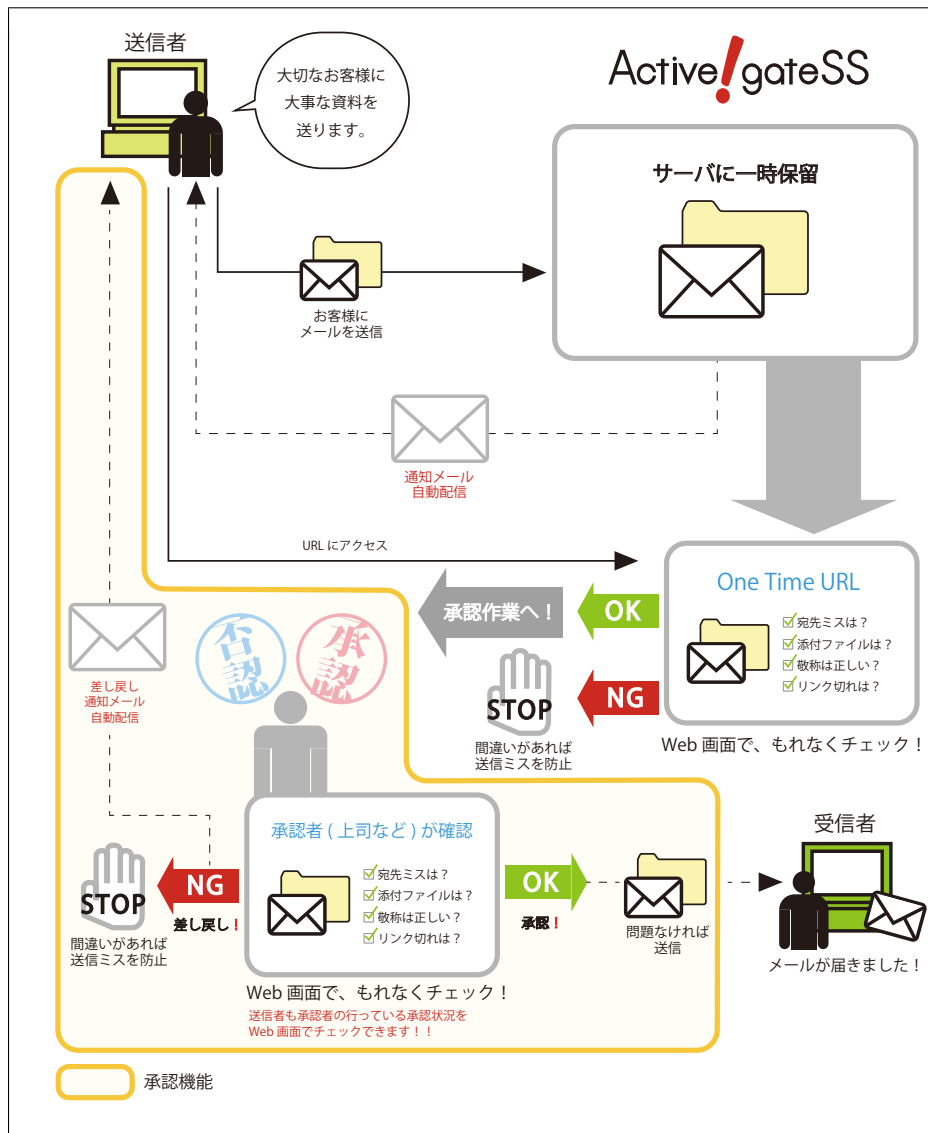 送信者
大切なお客様に
大事な資料を
送ります。
Active!gateSS
サーバに一時保留
お客様に
メールを送信
通知メール
自動配信
URL にアクセス
One Time URL
宛先ミスは？
添付ファイルは？
敬称は正しい？
リンク切れは？
Web 画面で、もれなくチェック！
OK
承認作業へ！
NG
STOP
間違いがあれば
送信ミスを防止
否認
承認
差し戻し
通知メール
自動配信
承認者 ( 上司など ) が確認
宛先ミスは？
添付ファイルは？
敬称は正しい？
リンク切れは？
Web 画面で、もれなくチェック！
送信者も承認者の行っている承認状況を
Web 画面でチェックできます！！
NG
差し戻し！
STOP
間違いがあれば
送信ミスを防止
OK
承認！
問題なければ
送信
受信者
メールが届きました！
承認機能